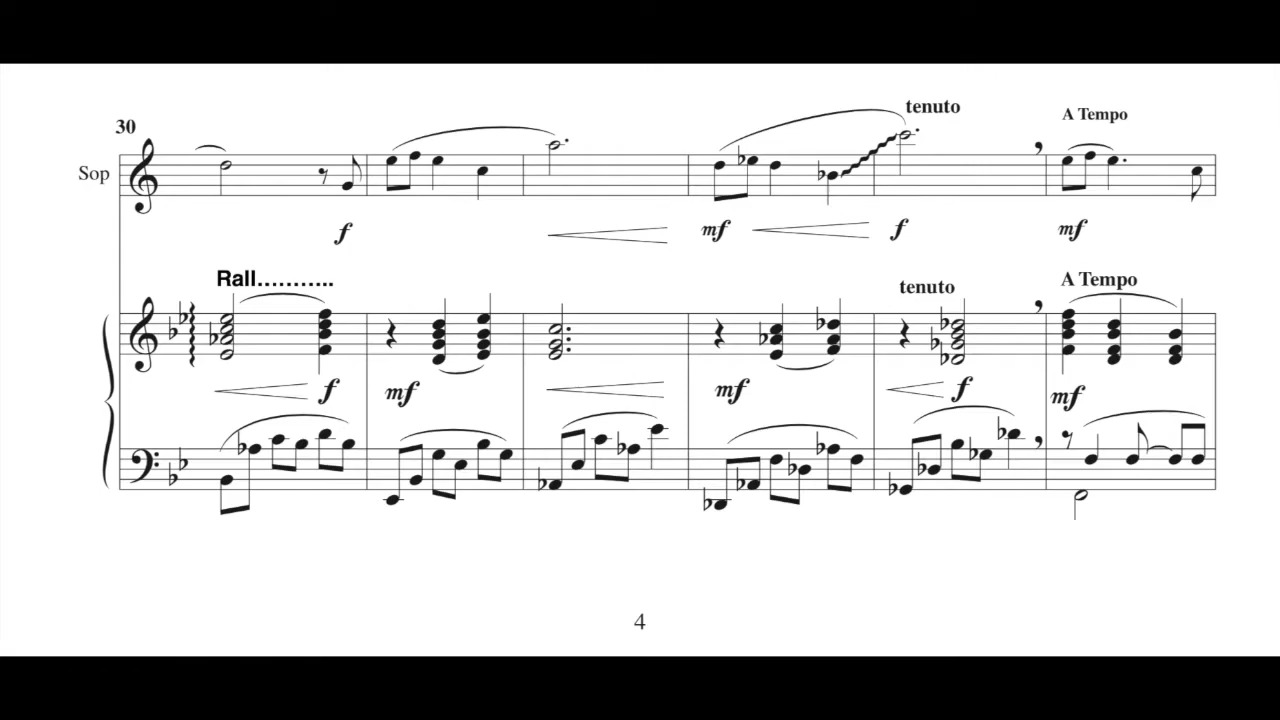 30
tenuto
A Tempo
Sop
f
mf
f
mf
Rall...........
tenuto
A Tempo
f
mf
mf
f
mf
4